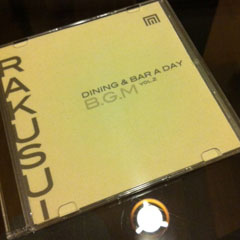 RAKUSUI
DINING & BAR A DAY
B.G.M VOL.2